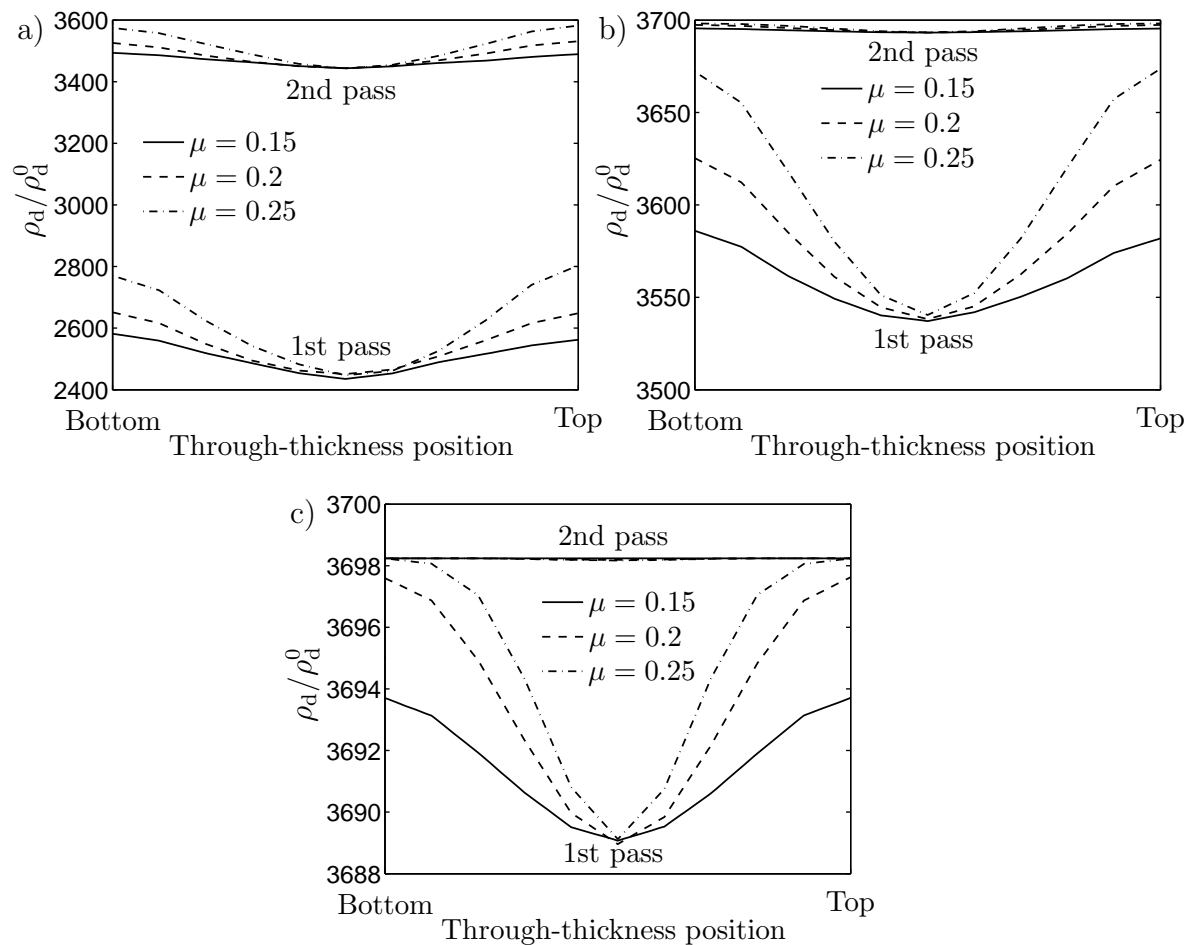 a)
3600
3400
3200
3000
2800
2600
2400
ρd/ρd0
2nd pass
μ = 0.15
μ = 0.2
μ = 0.25
1st pass
Bottom
Top
Through-thickness position
b)
3700
3650
3600
3550
3500
ρd/ρd0
2nd pass
μ = 0.15
μ = 0.2
μ = 0.25
1st pass
Bottom
Top
Through-thickness position
c)
3700
3698
3696
3694
3692
3690
3688
ρd/ρd0
2nd pass
μ = 0.15
μ = 0.2
μ = 0.25
1st pass
Bottom
Top
Through-thickness position